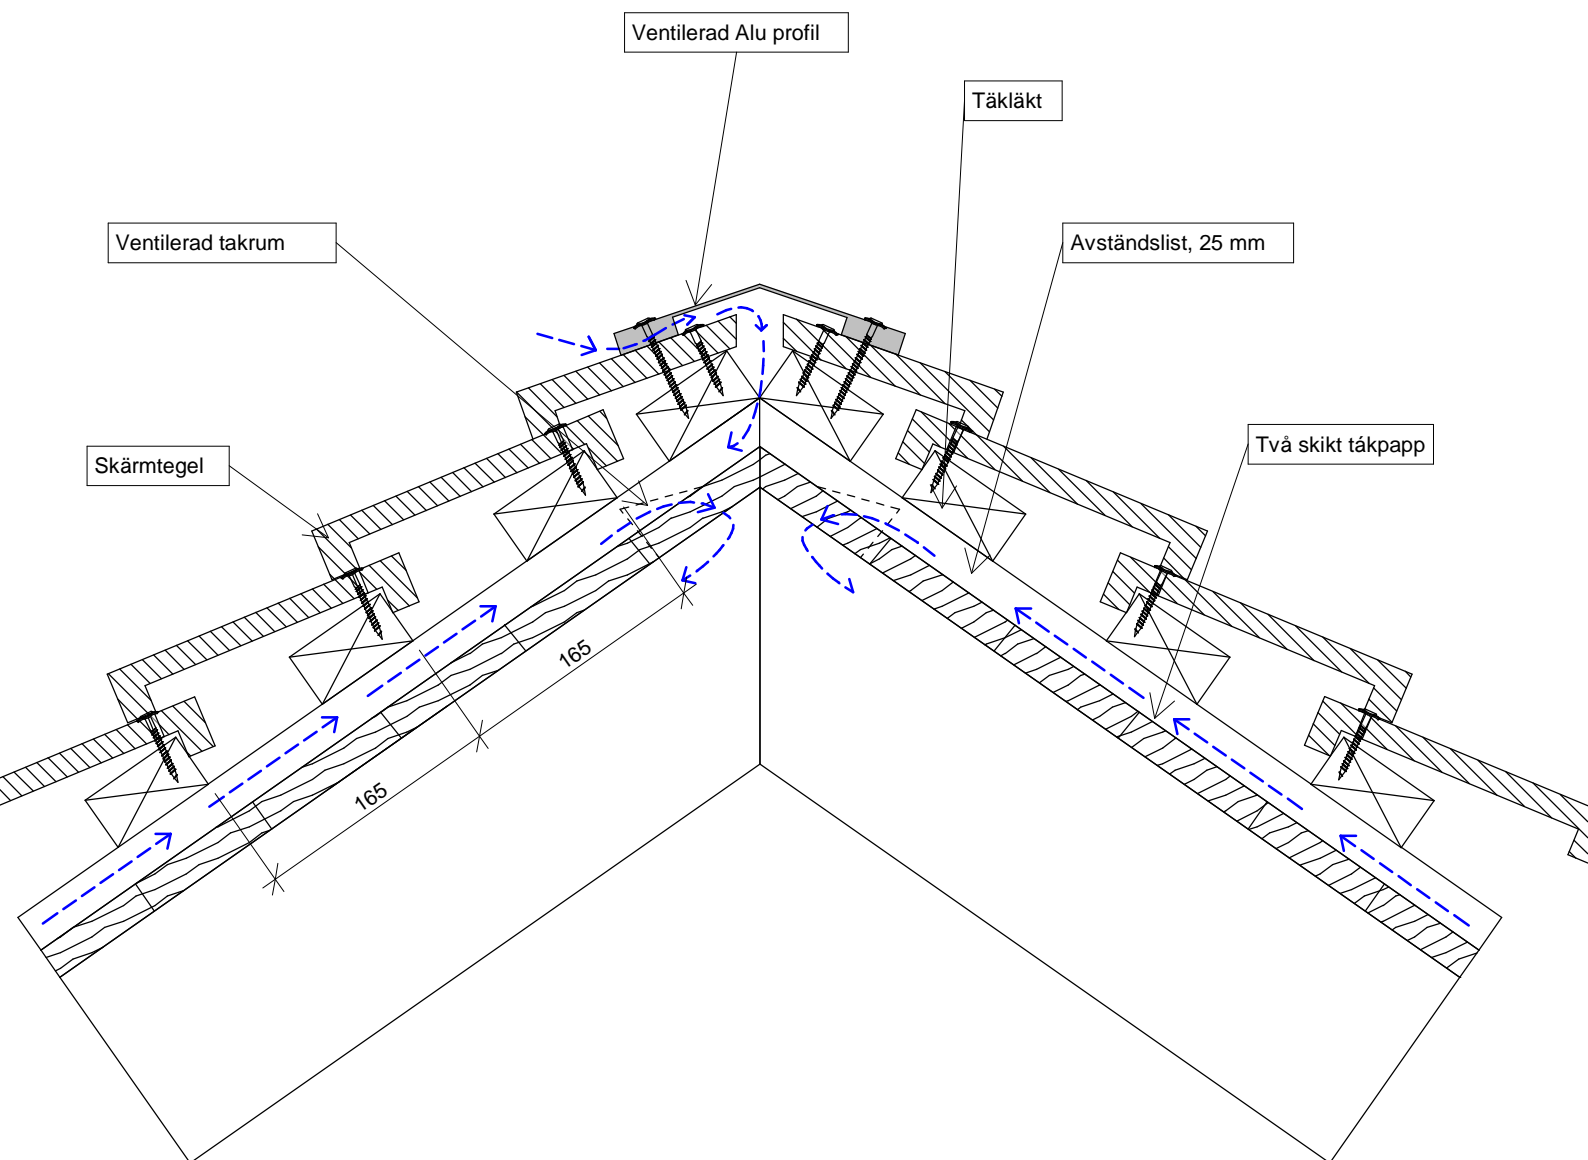 Ventilerad Alu profil
Täkläkt
Ventilerad takrum
Avständslist, 25 mm
Skärmtegel
Två skikt tákpapp
165
165